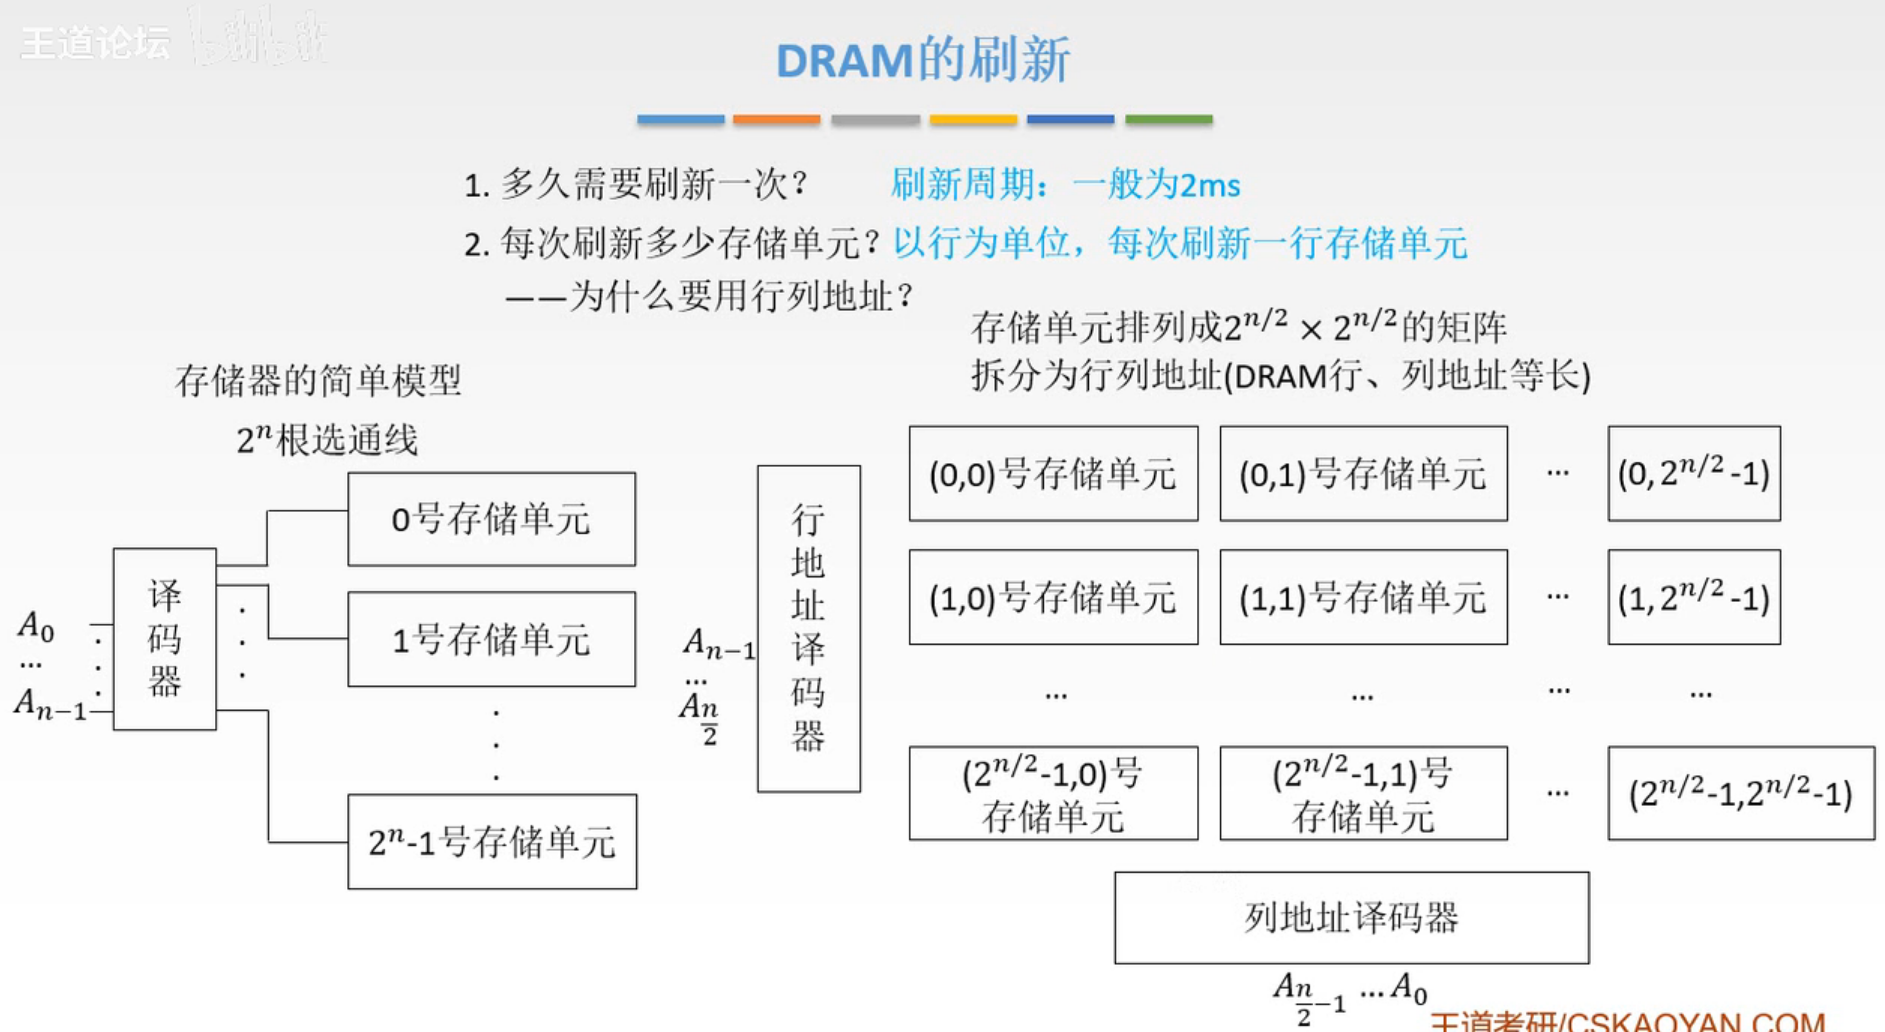 王道论坛 bilibili
DRAM的刷新
1. 多久需要刷新一次？ 刷新周期：一般为2ms
2. 每次刷新多少存储单元？以行为单位，每次刷新一行存储单元
——为什么要用行列地址？
存储单元排列成2^{n/2} × 2^{n/2}的矩阵
拆分为行列地址(DRAM行、列地址等长)
存储器的简单模型
2^n根选通线
A_0
...
A_{n-1}
译码器
0号存储单元
1号存储单元
2^n-1号存储单元
A_{n-1}
...
A_{n/2}
行地址译码器
(0,0)号存储单元 (0,1)号存储单元 ... (0, 2^{n/2}-1)
(1,0)号存储单元 (1,1)号存储单元 ... (1, 2^{n/2}-1)
... ... ... ...
(2^{n/2}-1,0)号存储单元 (2^{n/2}-1,1)号存储单元 ... (2^{n/2}-1,2^{n/2}-1)
列地址译码器
A_{n/2-1} ...A_0
王道考研/CSKAOYAN.COM